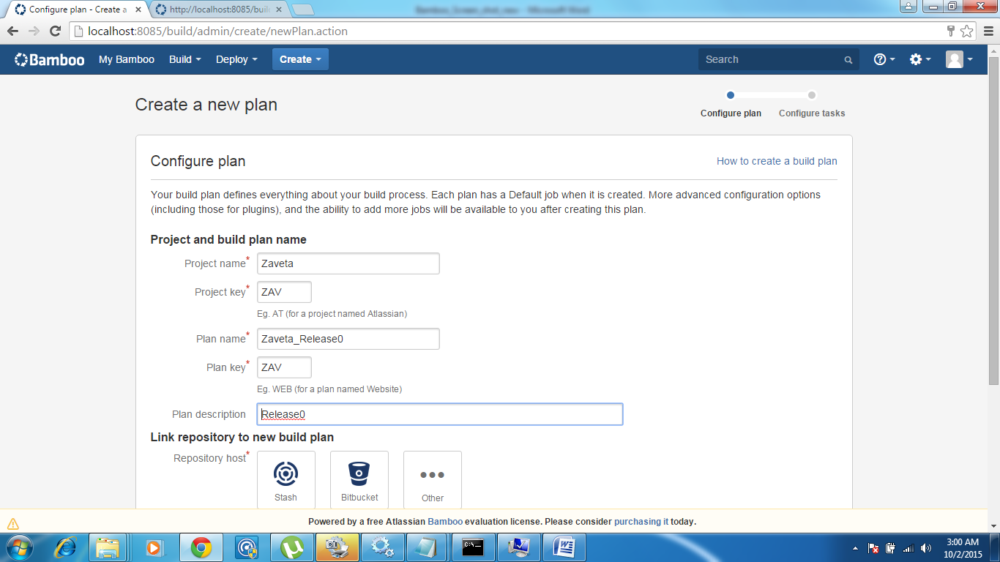 Configure plan - Create a
http://localhost:8085/build
Bamboo_Screen_shot_new - Microsoft Word
localhost:8085/build/admin/create/newPlan.action
Bamboo My Bamboo Build Deploy Create Search
Create a new plan
Configure plan Configure tasks
Configure plan
How to create a build plan
Your build plan defines everything about your build process. Each plan has a Default job when it is created. More advanced configuration options
(including those for plugins), and the ability to add more jobs will be available to you after creating this plan.
Project and build plan name
Project name* Zaveta
Project key* ZAV
Eg. AT (for a project named Atlassian)
Plan name* Zaveta_Release0
Plan key* ZAV
Eg. WEB (for a plan named Website)
Plan description Release0
Link repository to new build plan
Repository host*
Stash Bitbucket Other
Powered by a free Atlassian Bamboo evaluation license. Please consider purchasing it today.
C:\
3:00 AM
10/2/2015